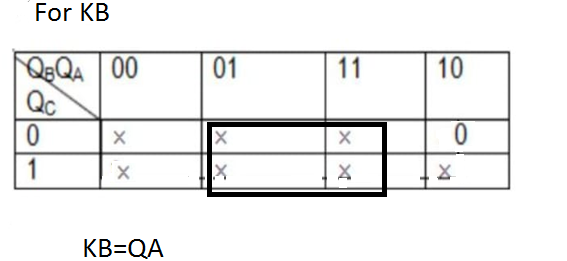 For KB
QBQA 00 01 11 10
QC
0 x x x 0
1 x x x x
KB=QA